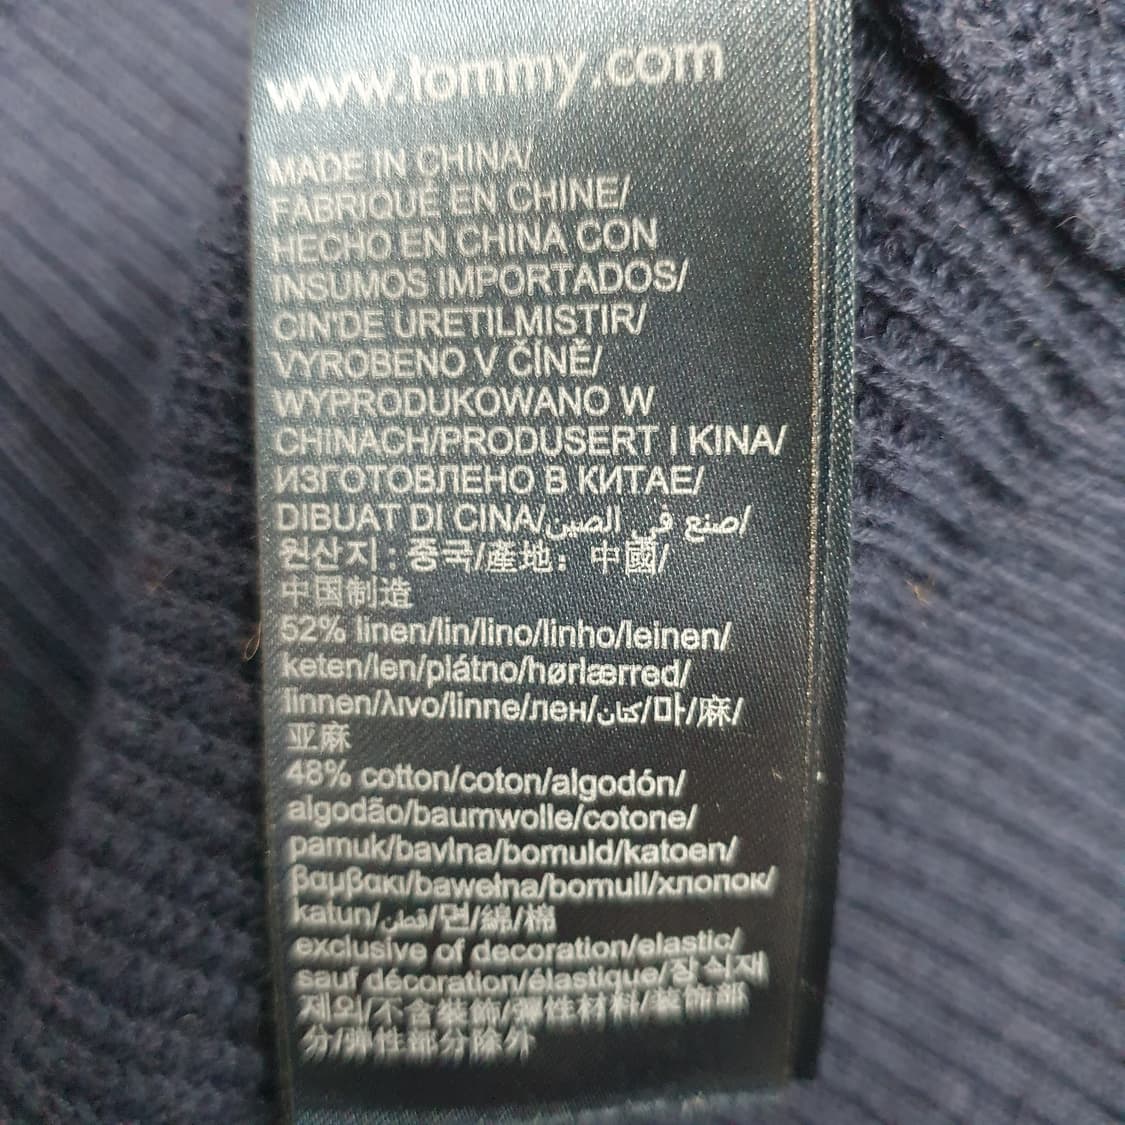 www.tommy.com
MADE IN CHINA/
FABRIQUÉ EN CHINE/
HECHO EN CHINA CON
INSUMOS IMPORTADOS/
CIN'DE URETILMISTIR/
VYROBENO V ČÍNĚ/
WYPRODUKOWANO W
CHINACH/PRODUSERT I KINA/
ИЗГОТОВЛЕНО В КИТАЕ/
DIBUAT DI CINA/صنع في الصين/
원산지 : 중국/產地: 中國/
中国制造
52% linen/lin/lino/linho/leinen/
keten/len/plátno/hørlærred/
linnen/λινο/linne/лен/كتان/마/麻/
亚麻
48% cotton/coton/algodón/
algodão/baumwolle/cotone/
pamuk/bavlna/bomuld/katoen/
βαμβακι/bawełna/bomull/хлопок/
katun/قطن/면/綿/棉
exclusive of decoration/elastic/
sauf décoration/élastique/장식재
제외/不含裝飾/彈性材料/装饰部
分/弹性部分除外